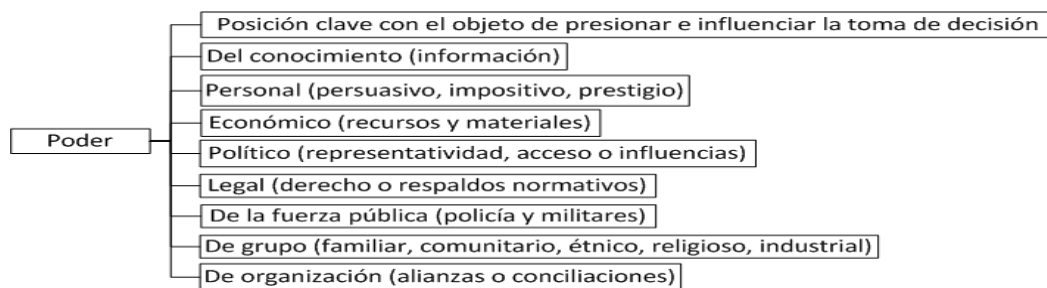 Posición clave con el objeto de presionar e influenciar la toma de decisión
Del conocimiento (información)
Personal (persuasivo, impositivo, prestigio)
Económico (recursos y materiales)
Poder
Político (representatividad, acceso o influencias)
Legal (derecho o respaldos normativos)
De la fuerza pública (policía y militares)
De grupo (familiar, comunitario, étnico, religioso, industrial)
De organización (alianzas o conciliaciones)